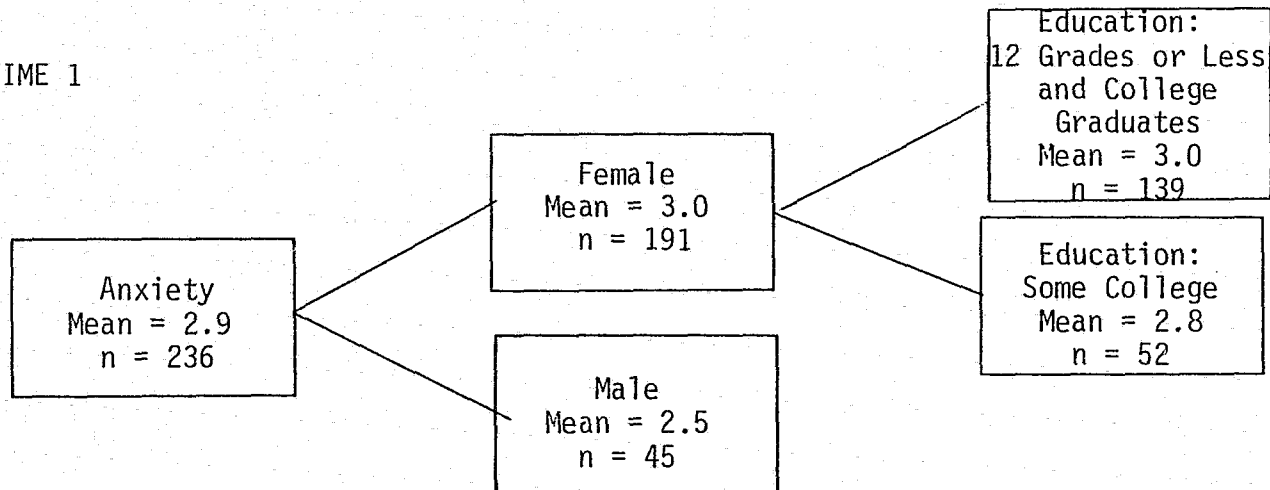 IME 1
Education:
12 Grades or Less
and College
Graduates
Mean = 3.0
n = 139
Female
Mean = 3.0
n = 191
Education:
Some College
Mean = 2.8
n = 52
Anxiety
Mean = 2.9
n = 236
Male
Mean = 2.5
n = 45